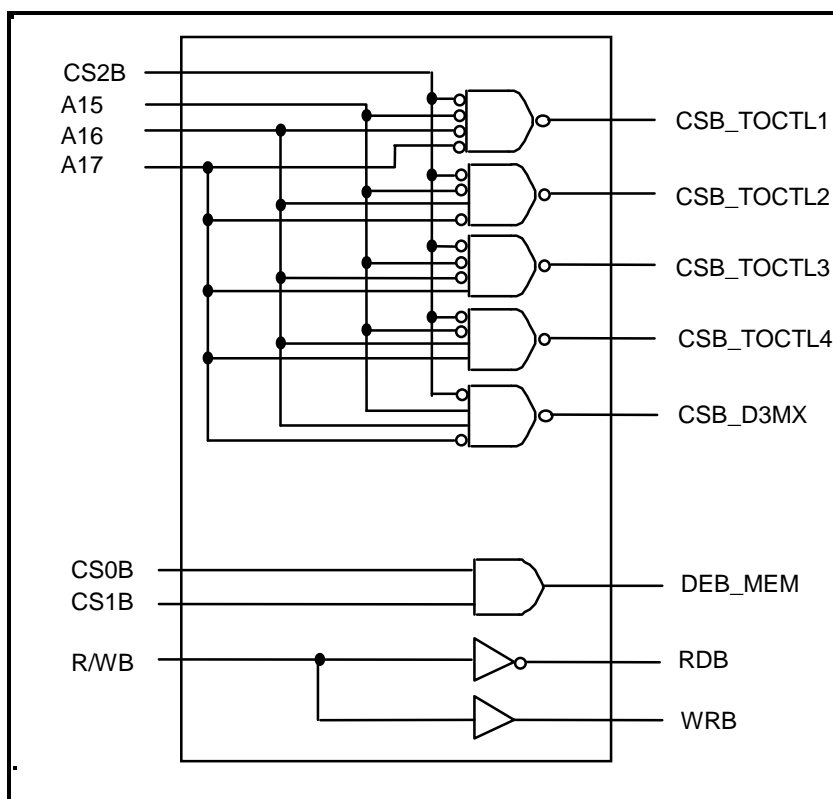 CS2B
A15
A16
A17
CSB_TOCTL1
CSB_TOCTL2
CSB_TOCTL3
CSB_TOCTL4
CSB_D3MX
CS0B
CS1B
R/WB
DEB_MEM
RDB
WRB